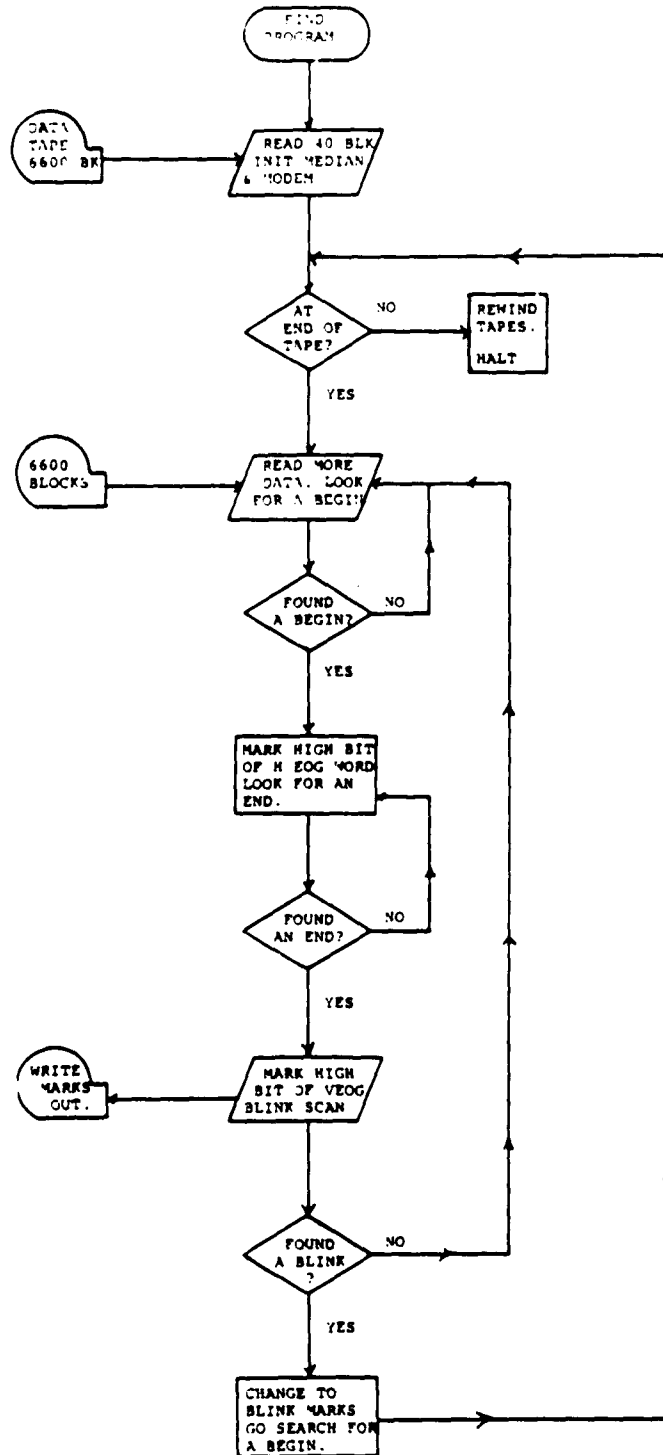 FIND
PROGRAM
DATA
TAPE
6600 BK
READ 40 BLK
INIT MEDIAN
& MODEM
AT
END OF
TAPE?
NO
REWIND
TAPES.
HALT
YES
6600
BLOCKS
READ MORE
DATA. LOOK
FOR A BEGIN
FOUND
A BEGIN?
NO
YES
MARK HIGH BIT
OF H EOG WORD
LOOK FOR AN
END.
FOUND
AN END?
NO
YES
WRITE
MARKS
OUT.
MARK HIGH
BIT OF VEOG
BLINK SCAN
FOUND
A BLINK
?
NO
YES
CHANGE TO
BLINK MARKS
GO SEARCH FOR
A BEGIN.